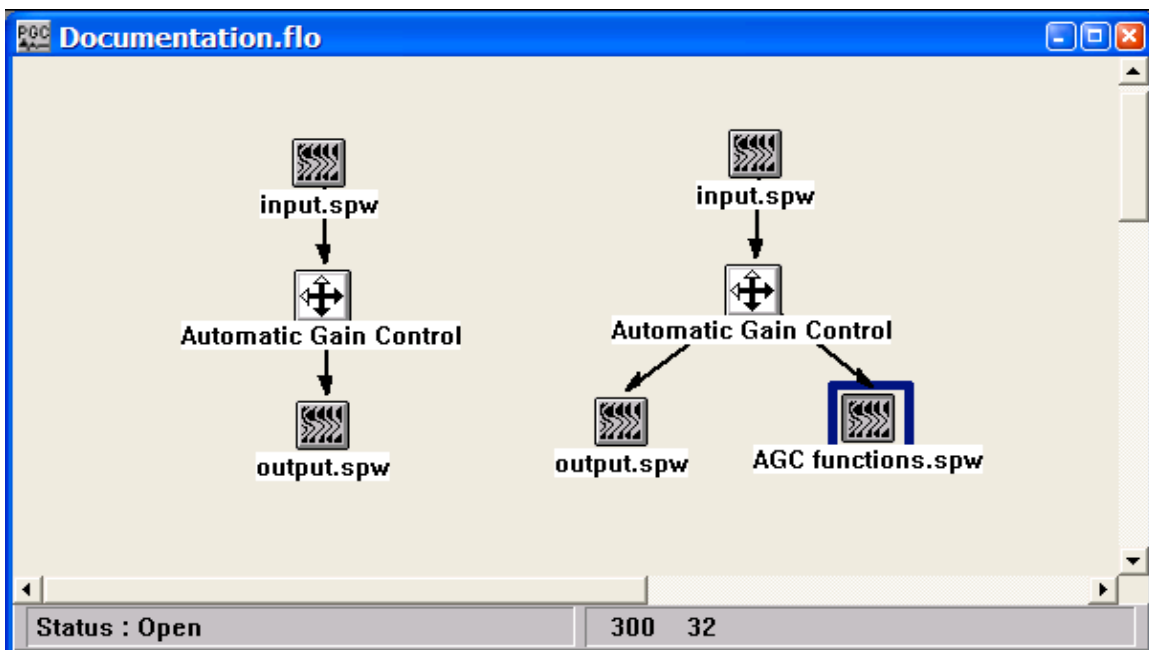 PGC Documentation.flo
input.spw
Automatic Gain Control
output.spw
input.spw
Automatic Gain Control
output.spw
AGC functions.spw
Status : Open
300 32